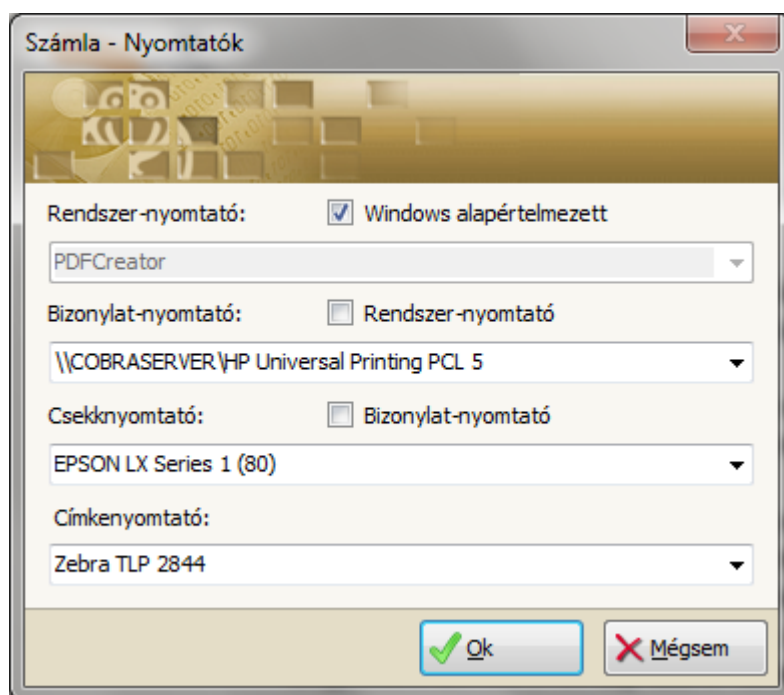 Számla - Nyomtatók
Rendszer-nyomtató: Windows alapértelmezett
PDFCreator
Bizonylat-nyomtató: Rendszer-nyomtató
\\COBRASERVER\HP Universal Printing PCL 5
Csekknyomtató: Bizonylat-nyomtató
EPSON LX Series 1 (80)
Címkenyomtató:
Zebra TLP 2844
Ok Mégsem